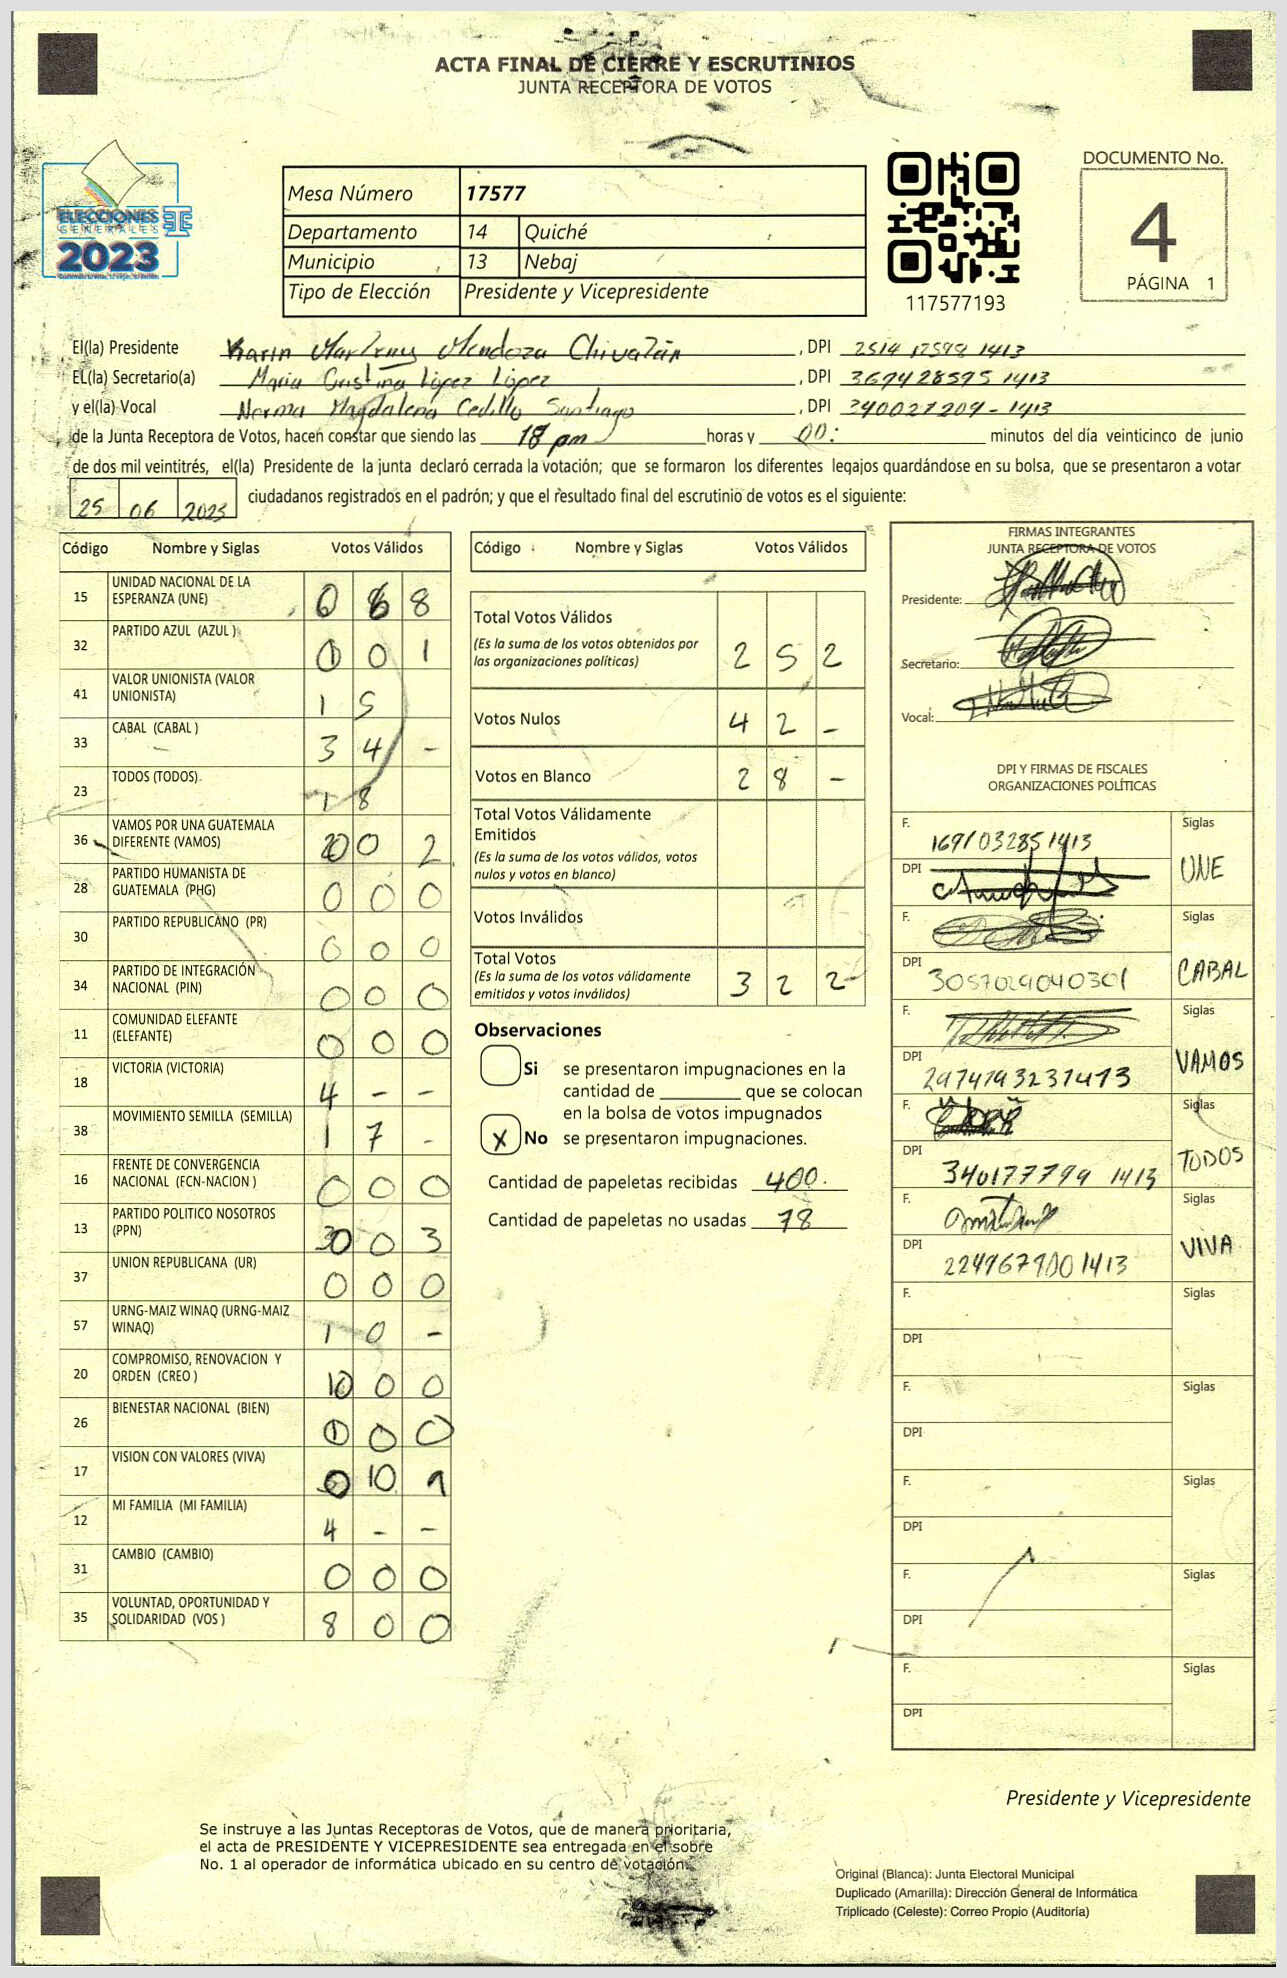 ACTA FINAL DE CIERRE Y ESCRUTINIOS
JUNTA RECEPTORA DE VOTOS
ELECCIONES
GENERALES
2023
Mesa Número 17577
Departamento 14 Quiché
Municipio 13 Nebaj
Tipo de Elección Presidente y Vicepresidente
117577193
DOCUMENTO No.
4
PÁGINA 1
El(la) Presidente Karin Mendoza Chivalán, DPI 2514 12598 1413
EL(la) Secretario(a) Maria Cristina López López, DPI 369428595 1413
y el(la) Vocal Norma Magdalena Cedillo Santiago, DPI 340027209-1413
de la Junta Receptora de Votos, hacen constar que siendo las 18 pm horas y 00: minutos del día veinticinco de junio
de dos mil veintitrés, el(la) Presidente de la junta declaró cerrada la votación; que se formaron los diferentes legajos guardándose en su bolsa, que se presentaron a votar
25 06 2023 ciudadanos registrados en el padrón; y que el resultado final del escrutinio de votos es el siguiente:
Código Nombre y Siglas Votos Válidos
15 UNIDAD NACIONAL DE LA
ESPERANZA (UNE) 0 6 8
32 PARTIDO AZUL (AZUL ) 0 0 1
41 VALOR UNIONISTA (VALOR
UNIONISTA) 1 5
33 CABAL (CABAL ) 3 4 -
23 TODOS (TODOS) 18
36 VAMOS POR UNA GUATEMALA
DIFERENTE (VAMOS) 20 0 2
28 PARTIDO HUMANISTA DE
GUATEMALA (PHG) 0 0 0
30 PARTIDO REPUBLICANO (PR) 0 0 0
34 PARTIDO DE INTEGRACIÓN
NACIONAL (PIN) 0 0 0
11 COMUNIDAD ELEFANTE
(ELEFANTE) 0 0 0
18 VICTORIA (VICTORIA) 4 - -
38 MOVIMIENTO SEMILLA (SEMILLA) 1 7 -
16 FRENTE DE CONVERGENCIA
NACIONAL (FCN-NACION ) 0 0 0
13 PARTIDO POLITICO NOSOTROS
(PPN) 30 0 3
37 UNION REPUBLICANA (UR) 0 0 0
57 URNG-MAIZ WINAQ (URNG-MAIZ
WINAQ) 1 0 -
20 COMPROMISO, RENOVACION Y
ORDEN (CREO ) 10 0 0
26 BIENESTAR NACIONAL (BIEN) 0 0 0
17 VISION CON VALORES (VIVA) 0 10 1
12 MI FAMILIA (MI FAMILIA) 4 - -
31 CAMBIO (CAMBIO) 0 0 0
35 VOLUNTAD, OPORTUNIDAD Y
SOLIDARIDAD (VOS ) 8 0 0
Código Nombre y Siglas Votos Válidos
Total Votos Válidos
(Es la suma de los votos obtenidos por
las organizaciones políticas) 2 5 2
Votos Nulos 4 2 -
Votos en Blanco 2 8 -
Total Votos Válidamente
Emitidos
(Es la suma de los votos válidos, votos
nulos y votos en blanco)
Votos Inválidos
Total Votos
(Es la suma de los votos válidamente
emitidos y votos inválidos) 3 2 2
Observaciones
Si se presentaron impugnaciones en la
cantidad de ________ que se colocan
en la bolsa de votos impugnados
X No se presentaron impugnaciones.
Cantidad de papeletas recibidas 400.
Cantidad de papeletas no usadas 78
FIRMAS INTEGRANTES
JUNTA RECEPTORA DE VOTOS
Presidente:
Secretario:
Vocal:
DPI Y FIRMAS DE FISCALES
ORGANIZACIONES POLÍTICAS
F. 169103285 1413 Siglas
DPI UNE
F. Siglas
DPI 3057029040301 CABAL
F. Siglas
DPI 2974793231413 VAMOS
F. Siglas
DPI 340177799 1413 TODOS
F. Siglas
DPI 224967900 1413 VIVA
F. Siglas
DPI
F. Siglas
DPI
F. Siglas
DPI
F. Siglas
DPI
F. Siglas
DPI
Presidente y Vicepresidente
Se instruye a las Juntas Receptoras de Votos, que de manera prioritaria,
el acta de PRESIDENTE Y VICEPRESIDENTE sea entregada en el sobre
No. 1 al operador de informática ubicado en su centro de votación.
Original (Blanca): Junta Electoral Municipal
Duplicado (Amarilla): Dirección General de Informática
Triplicado (Celeste): Correo Propio (Auditoría)